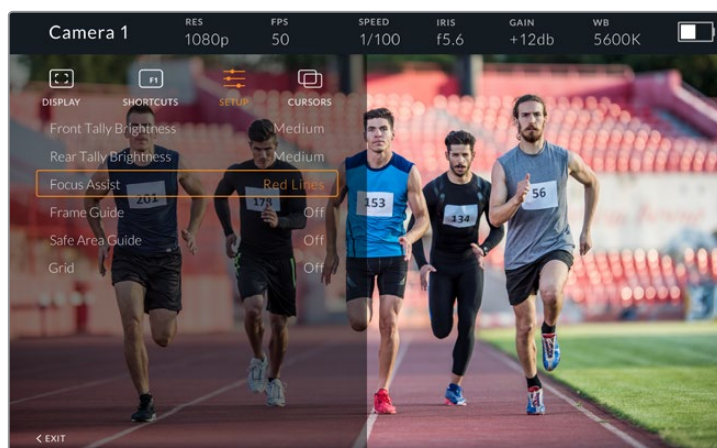 Camera 1
RES FPS SPEED IRIS GAIN WB
1080p 50 1/100 f5.6 +12db 5600K
F1
DISPLAY SHORTCUTS SETUP CURSORS
Front Tally Brightness Medium
Rear Tally Brightness Medium
Focus Assist Red Lines
Frame Guide Off
Safe Area Guide Off
Grid Off
201
178
153
134
56
< EXIT